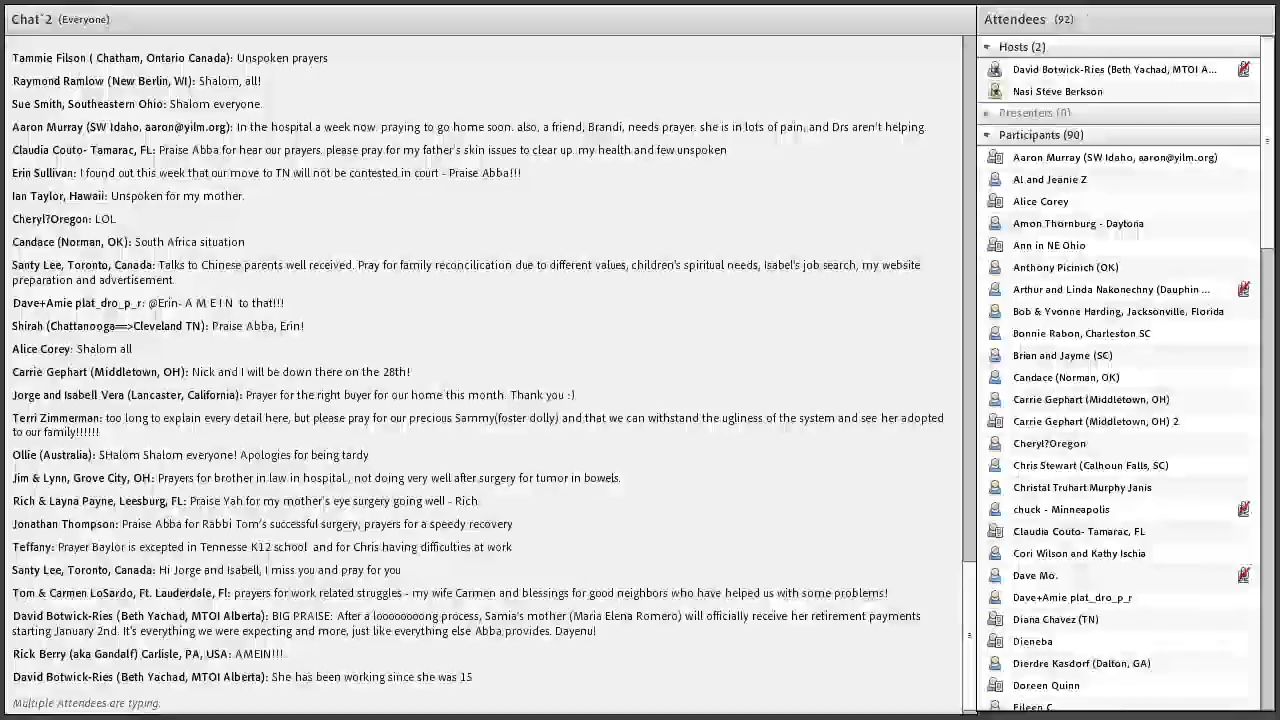 Chat 2 (Everyone)
Tammie Filson ( Chatham, Ontario Canada): Unspoken prayers
Raymond Ramlow (New Berlin, WI): Shalom, all!
Sue Smith, Southeastern Ohio: Shalom everyone.
Aaron Murray (SW Idaho, aaron@yilm.org): In the hospital a week now. praying to go home soon. also, a friend, Brandi, needs prayer. she is in lots of pain, and Drs aren't helping.
Claudia Couto- Tamarac, FL: Praise Abba for hear our prayers, please pray for my father's skin issues to clear up. my health and few unspoken
Erin Sullivan: I found out this week that our move to TN will not be contested in court - Praise Abba!!!
Ian Taylor, Hawaii: Unspoken for my mother.
Cheryl?Oregon: LOL
Candace (Norman, OK): South Africa situation
Santy Lee, Toronto, Canada: Talks to Chinese parents well received. Pray for family reconciliation due to different values, children's spiritual needs, Isabel's job search, my website
preparation and advertisement.
Dave+Amie plat_dro_p_r: @Erin- A M E I N to that!!!
Shirah (Chattanooga==>Cleveland TN): Praise Abba, Erin!
Alice Corey: Shalom all
Carrie Gephart (Middletown, OH): Nick and I will be down there on the 28th!
Jorge and Isabell Vera (Lancaster, California): Prayer for the right buyer for our home this month. Thank you :)
Terri Zimmerman: too long to explain every detail here but please pray for our precious Sammy(foster dolly) and that we can withstand the ugliness of the system and see her adopted
to our family!!!!!!
Ollie (Australia): SHalom Shalom everyone! Apologies for being tardy
Jim & Lynn, Grove City, OH: Prayers for brother in law in hospital., not doing very well after surgery for tumor in bowels.
Rich & Layna Payne, Leesburg, FL: Praise Yah for my mother's eye surgery going well - Rich
Jonathan Thompson: Praise Abba for Rabbi Tom's successful surgery, prayers for a speedy recovery
Teffany: Prayer Baylor is excepted in Tennesse K12 school and for Chris having difficulties at work
Santy Lee, Toronto, Canada: Hi Jorge and Isabell, I miss you and pray for you
Tom & Carmen LoSardo, Ft. Lauderdale, Fl: prayers for work related struggles - my wife Carmen and blessings for good neighbors who have helped us with some problems!
David Botwick-Ries (Beth Yachad, MTOI Alberta): BIG PRAISE: After a looooooong process, Samia's mother (Maria Elena Romero) will officially receive her retirement payments
starting January 2nd. It's everything we were expecting and more, just like everything else Abba provides. Dayenu!
Rick Berry (aka Gandalf) Carlisle, PA, USA: AMEIN!!!
David Botwick-Ries (Beth Yachad, MTOI Alberta): She has been working since she was 15
Multiple Attendees are typing.
Attendees (92)
Hosts (2)
David Botwick-Ries (Beth Yachad, MTOI A...
Nasi Steve Berkson
Presenters (0)
Participants (90)
Aaron Murray (SW Idaho, aaron@yilm.org)
Al and Jeanie Z
Alice Corey
Amon Thornburg - Daytona
Ann in NE Ohio
Anthony Picinich (OK)
Arthur and Linda Nakonechny (Dauphin ...
Bob & Yvonne Harding, Jacksonville, Florida
Bonnie Rabon, Charleston SC
Brian and Jayme (SC)
Candace (Norman, OK)
Carrie Gephart (Middletown, OH)
Carrie Gephart (Middletown, OH) 2
Cheryl?Oregon
Chris Stewart (Calhoun Falls, SC)
Christal Truhart Murphy Janis
chuck - Minneapolis
Claudia Couto- Tamarac, FL
Cori Wilson and Kathy Ischia
Dave Mo.
Dave+Amie plat_dro_p_r
Diana Chavez (TN)
Dieneba
Dierdre Kasdorf (Dalton, GA)
Doreen Quinn
Eileen C